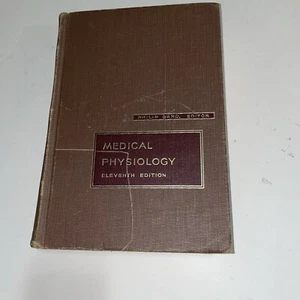 PHILIP BARD, EDITOR
MEDICAL
PHYSIOLOGY
ELEVENTH EDITION